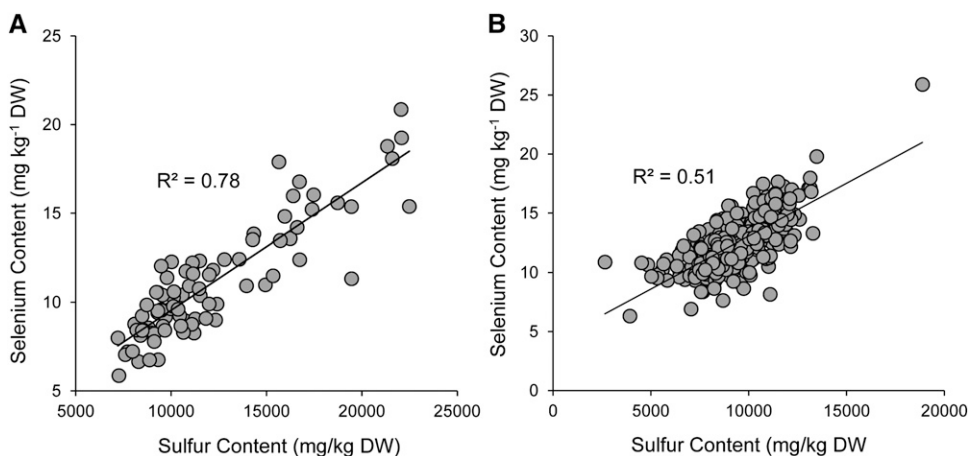 A
25
20
15
10
5
Selenium Content (mg kg⁻¹ DW)
R² = 0.78
5000 10000 15000 20000 25000
Sulfur Content (mg/kg DW)
B
30
25
20
15
10
5
0
Selenium Content (mg kg⁻¹ DW)
R² = 0.51
0 5000 10000 15000 20000
Sulfur Content (mg/kg DW